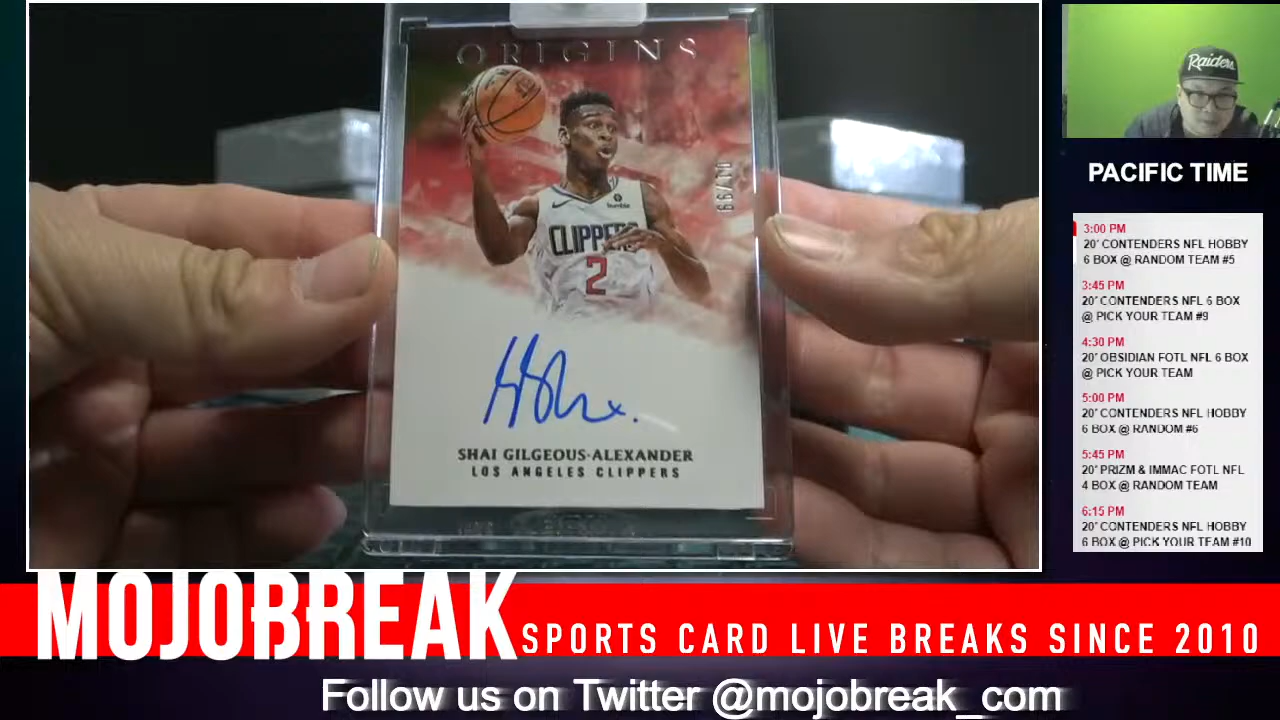 ORIGINS
bumble
CLIPPERS
2
SHAI GILGEOUS-ALEXANDER
LOS ANGELES CLIPPERS
Raiders
PACIFIC TIME
3:00 PM
20' CONTENDERS NFL HOBBY
6 BOX @ RANDOM TEAM #5
3:45 PM
20' CONTENDERS NFL 6 BOX
@ PICK YOUR TEAM #9
4:30 PM
20' OBSIDIAN FOTL NFL 6 BOX
@ PICK YOUR TEAM
5:00 PM
20' CONTENDERS NFL HOBBY
6 BOX @ RANDOM #6
5:45 PM
20' PRIZM & IMMAC FOTL NFL
4 BOX @ RANDOM TEAM
6:15 PM
20' CONTENDERS NFL HOBBY
6 BOX @ PICK YOUR TEAM #10
MOJOBREAK
SPORTS CARD LIVE BREAKS SINCE 2010
Follow us on Twitter @mojobreak_com